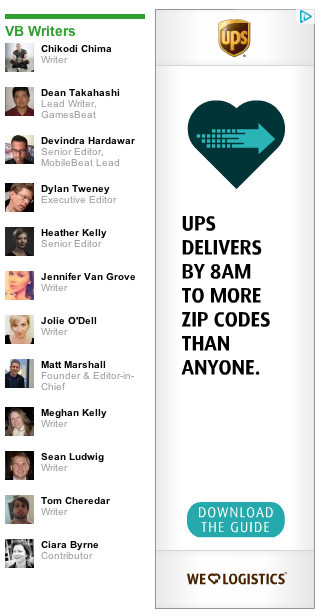 VB Writers
Chikodi Chima
Writer
Dean Takahashi
Lead Writer,
GamesBeat
Devindra Hardawar
Senior Editor,
MobileBeat Lead
Dylan Tweney
Executive Editor
Heather Kelly
Senior Editor
Jennifer Van Grove
Writer
Jolie O'Dell
Writer
Matt Marshall
Founder & Editor-in-
Chief
Meghan Kelly
Writer
Sean Ludwig
Writer
Tom Cheredar
Writer
Ciara Byrne
Contributor
ups
UPS
DELIVERS
BY 8AM
TO MORE
ZIP CODES
THAN
ANYONE.
DOWNLOAD
THE GUIDE
WE LOGISTICS™